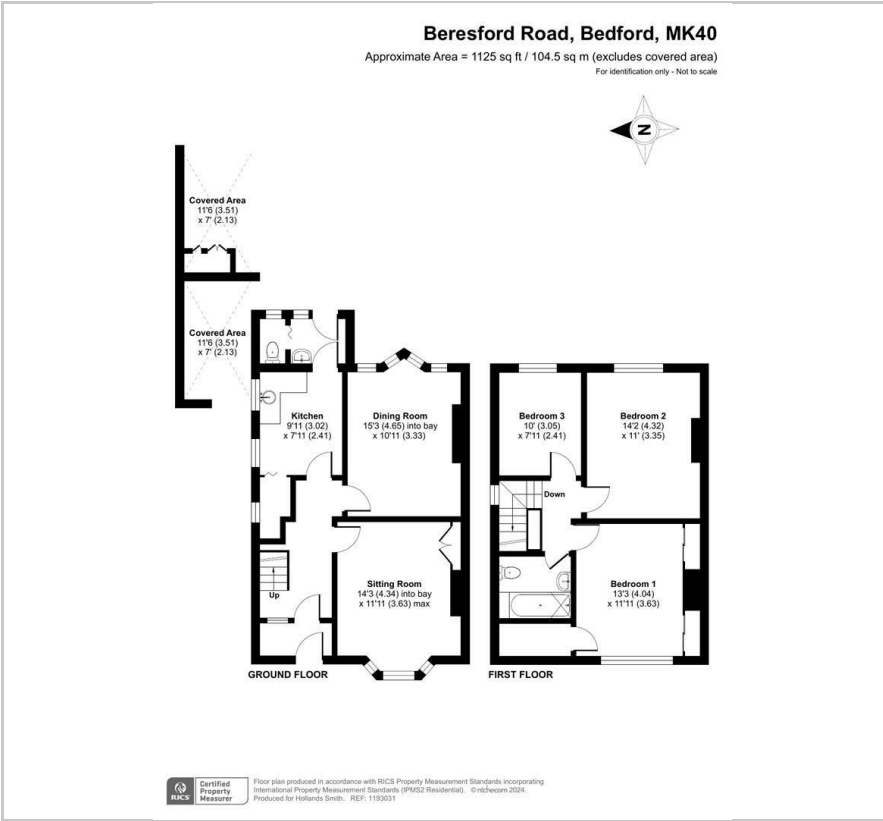 Beresford Road, Bedford, MK40
Approximate Area = 1125 sq ft / 104.5 sq m (excludes covered area)
For identification only - Not to scale
N
Covered Area
11'6 (3.51)
x 7' (2.13)
Covered Area
11'6 (3.51)
x 7' (2.13)
Kitchen
9'11 (3.02)
x 7'11 (2.41)
Dining Room
15'3 (4.65) into bay
x 10'11 (3.33)
Sitting Room
14'3 (4.34) into bay
x 11'11 (3.63) max
Up
GROUND FLOOR
Bedroom 3
10' (3.05)
x 7'11 (2.41)
Bedroom 2
14'2 (4.32)
x 11' (3.35)
Down
Bedroom 1
13'3 (4.04)
x 11'11 (3.63)
FIRST FLOOR
RICS
Certified
Property
Measurer
Floor plan produced in accordance with RICS Property Measurement Standards incorporating
International Property Measurement Standards (IPMS2 Residential). ©nichecom 2024.
Produced for Hollands Smith. REF: 1193031